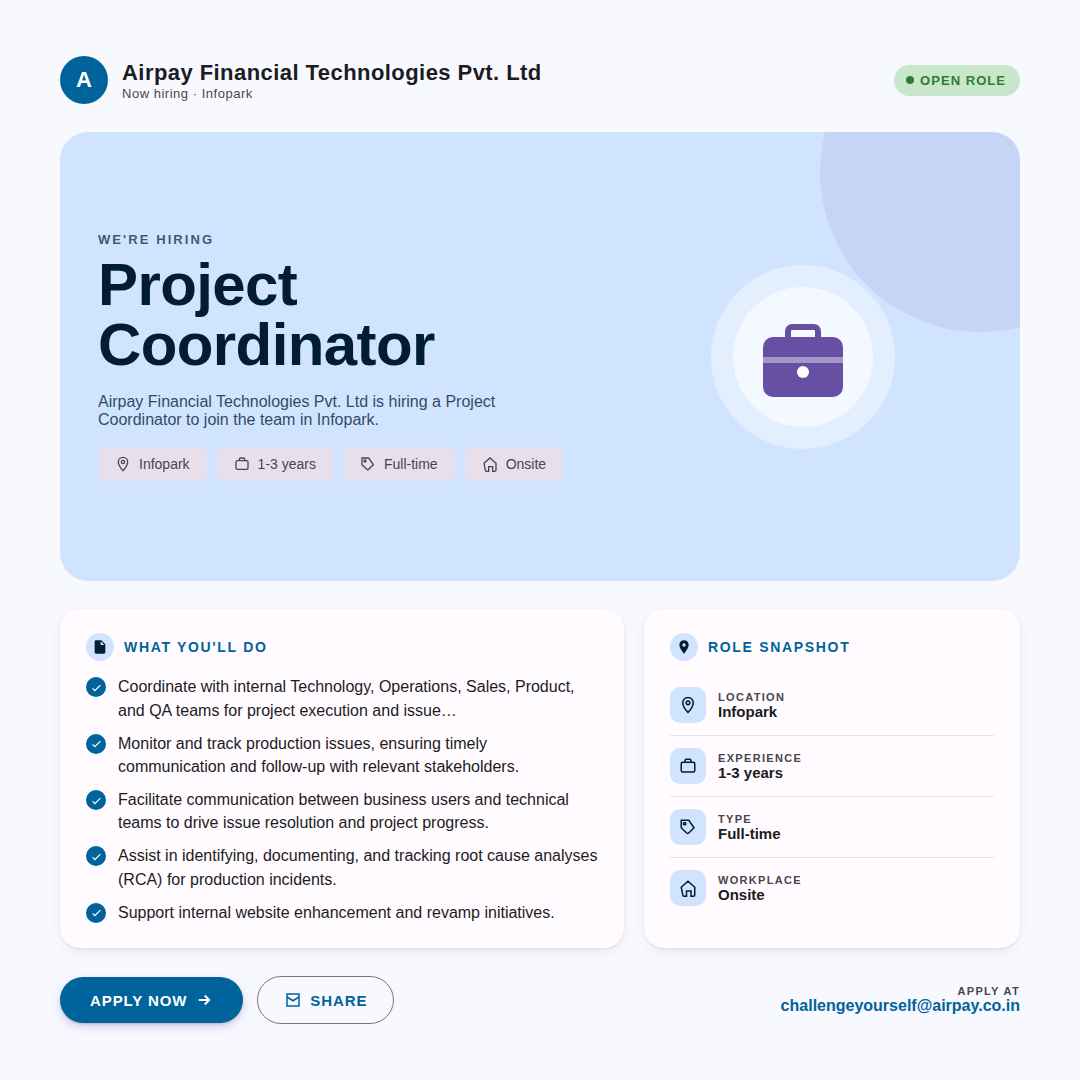 A
Airpay Financial Technologies Pvt. Ltd
Now hiring · Infopark
OPEN ROLE
WE'RE HIRING
Project
Coordinator
Airpay Financial Technologies Pvt. Ltd is hiring a Project
Coordinator to join the team in Infopark.
Infopark
1-3 years
Full-time
Onsite
WHAT YOU'LL DO
Coordinate with internal Technology, Operations, Sales, Product,
and QA teams for project execution and issue…
Monitor and track production issues, ensuring timely
communication and follow-up with relevant stakeholders.
Facilitate communication between business users and technical
teams to drive issue resolution and project progress.
Assist in identifying, documenting, and tracking root cause analyses
(RCA) for production incidents.
Support internal website enhancement and revamp initiatives.
ROLE SNAPSHOT
LOCATION
Infopark
EXPERIENCE
1-3 years
TYPE
Full-time
WORKPLACE
Onsite
APPLY NOW
SHARE
APPLY AT
challengeyourself@airpay.co.in